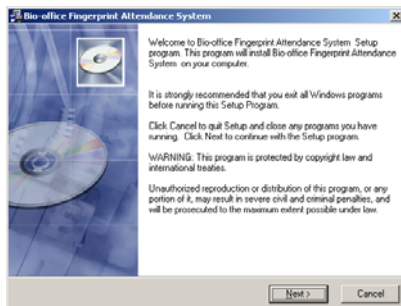 Bio-office Fingerprint Attendance System
Welcome to Bio-office Fingerprint Attendance System Setup
program. This program will install Bio-office Fingerprint Attendance
System on your computer.
It is strongly recommended that you exit all Windows programs
before running this Setup Program.
Click Cancel to quit Setup and close any programs you have
running. Click Next to continue with the Setup program.
WARNING: This program is protected by copyright law and
international treaties.
Unauthorized reproduction or distribution of this program, or any
portion of it, may result in severe civil and criminal penalties, and
will be prosecuted to the maximum extent possible under law.
Next > Cancel